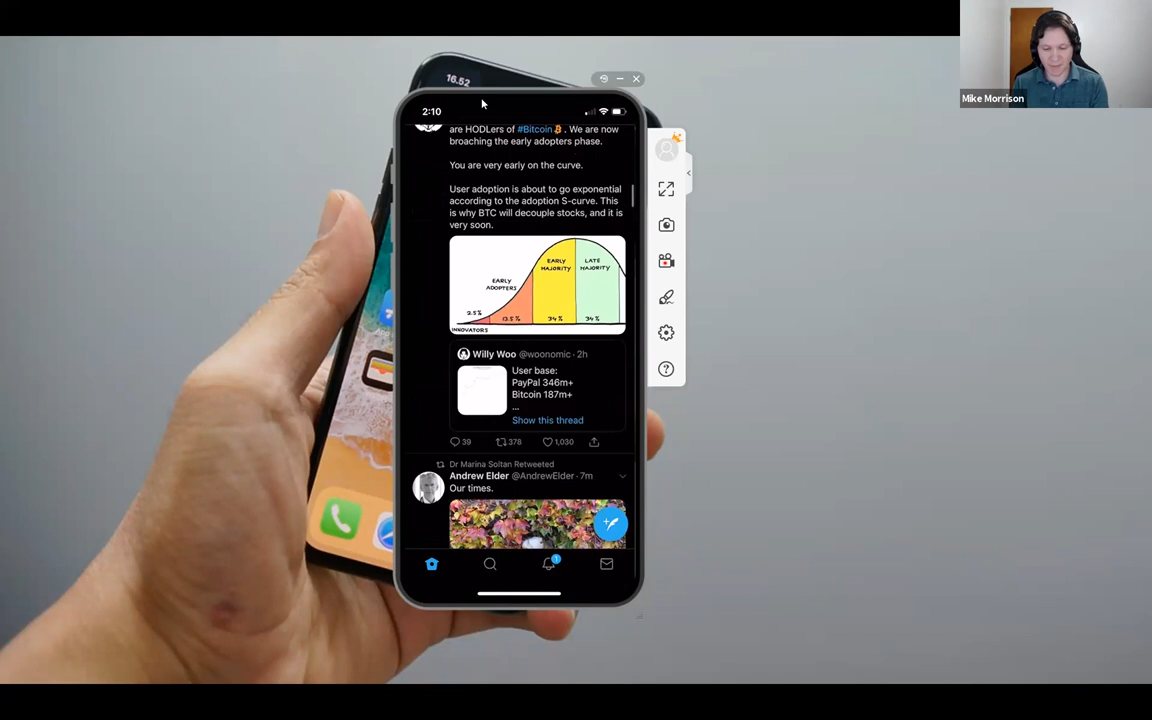 16.52
Mike Morrison
2:10
are HODLers of #Bitcoin. We are now
broaching the early adopters phase.
You are very early on the curve.
User adoption is about to go exponential
according to the adoption S-curve. This
is why BTC will decouple stocks, and it is
very soon.
EARLY
MAJORITY
LATE
MAJORITY
EARLY
ADOPTERS
2.5%
13.5%
34%
34%
INNOVATORS
Willy Woo @woonomic · 2h
User base:
PayPal 346m+
Bitcoin 187m+
...
Show this thread
39
378
1,030
Dr Marina Soltan Retweeted
Andrew Elder @AndrewElder · 7m
Our times.
1